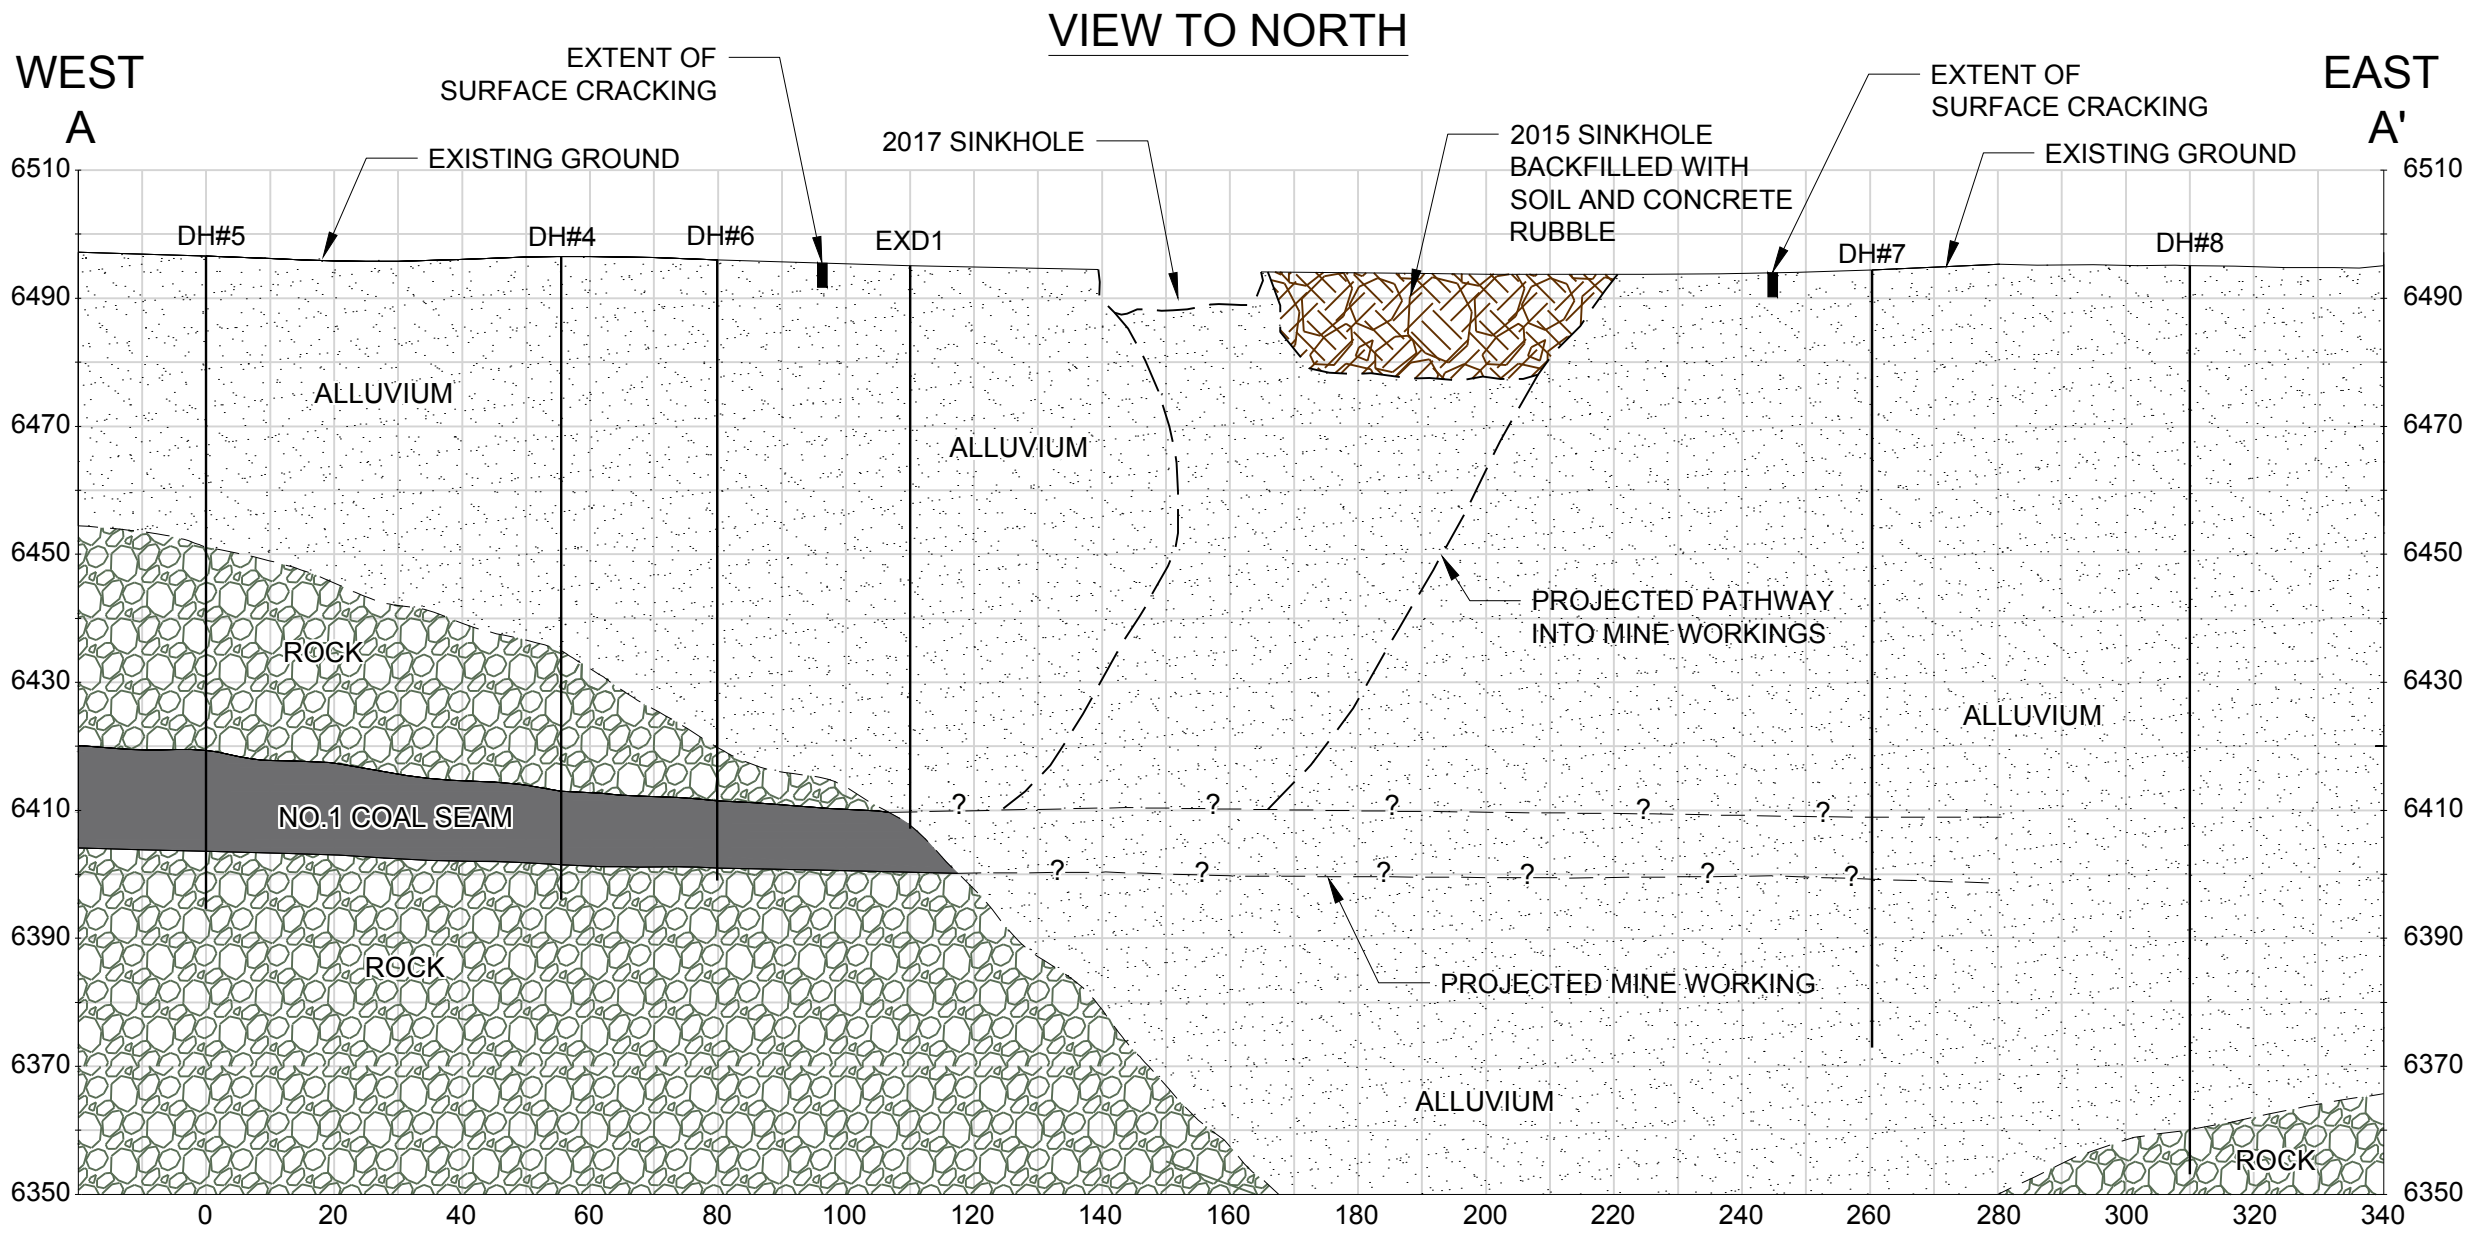 VIEW TO NORTH
WEST
A
EAST
A'
EXTENT OF
SURFACE CRACKING
EXISTING GROUND
2017 SINKHOLE
2015 SINKHOLE
BACKFILLED WITH
SOIL AND CONCRETE
RUBBLE
EXTENT OF
SURFACE CRACKING
EXISTING GROUND
DH#5
DH#4
DH#6
EXD1
DH#7
DH#8
6510
6490
6470
6450
6430
6410
6390
6370
6350
6510
6490
6470
6450
6430
6410
6390
6370
6350
ALLUVIUM
ALLUVIUM
PROJECTED PATHWAY
INTO MINE WORKINGS
ROCK
ALLUVIUM
NO.1 COAL SEAM
? ? ? ? ?
? ? ? ? ? ?
ROCK
PROJECTED MINE WORKING
ALLUVIUM
ROCK
0 20 40 60 80 100 120 140 160 180 200 220 240 260 280 300 320 340